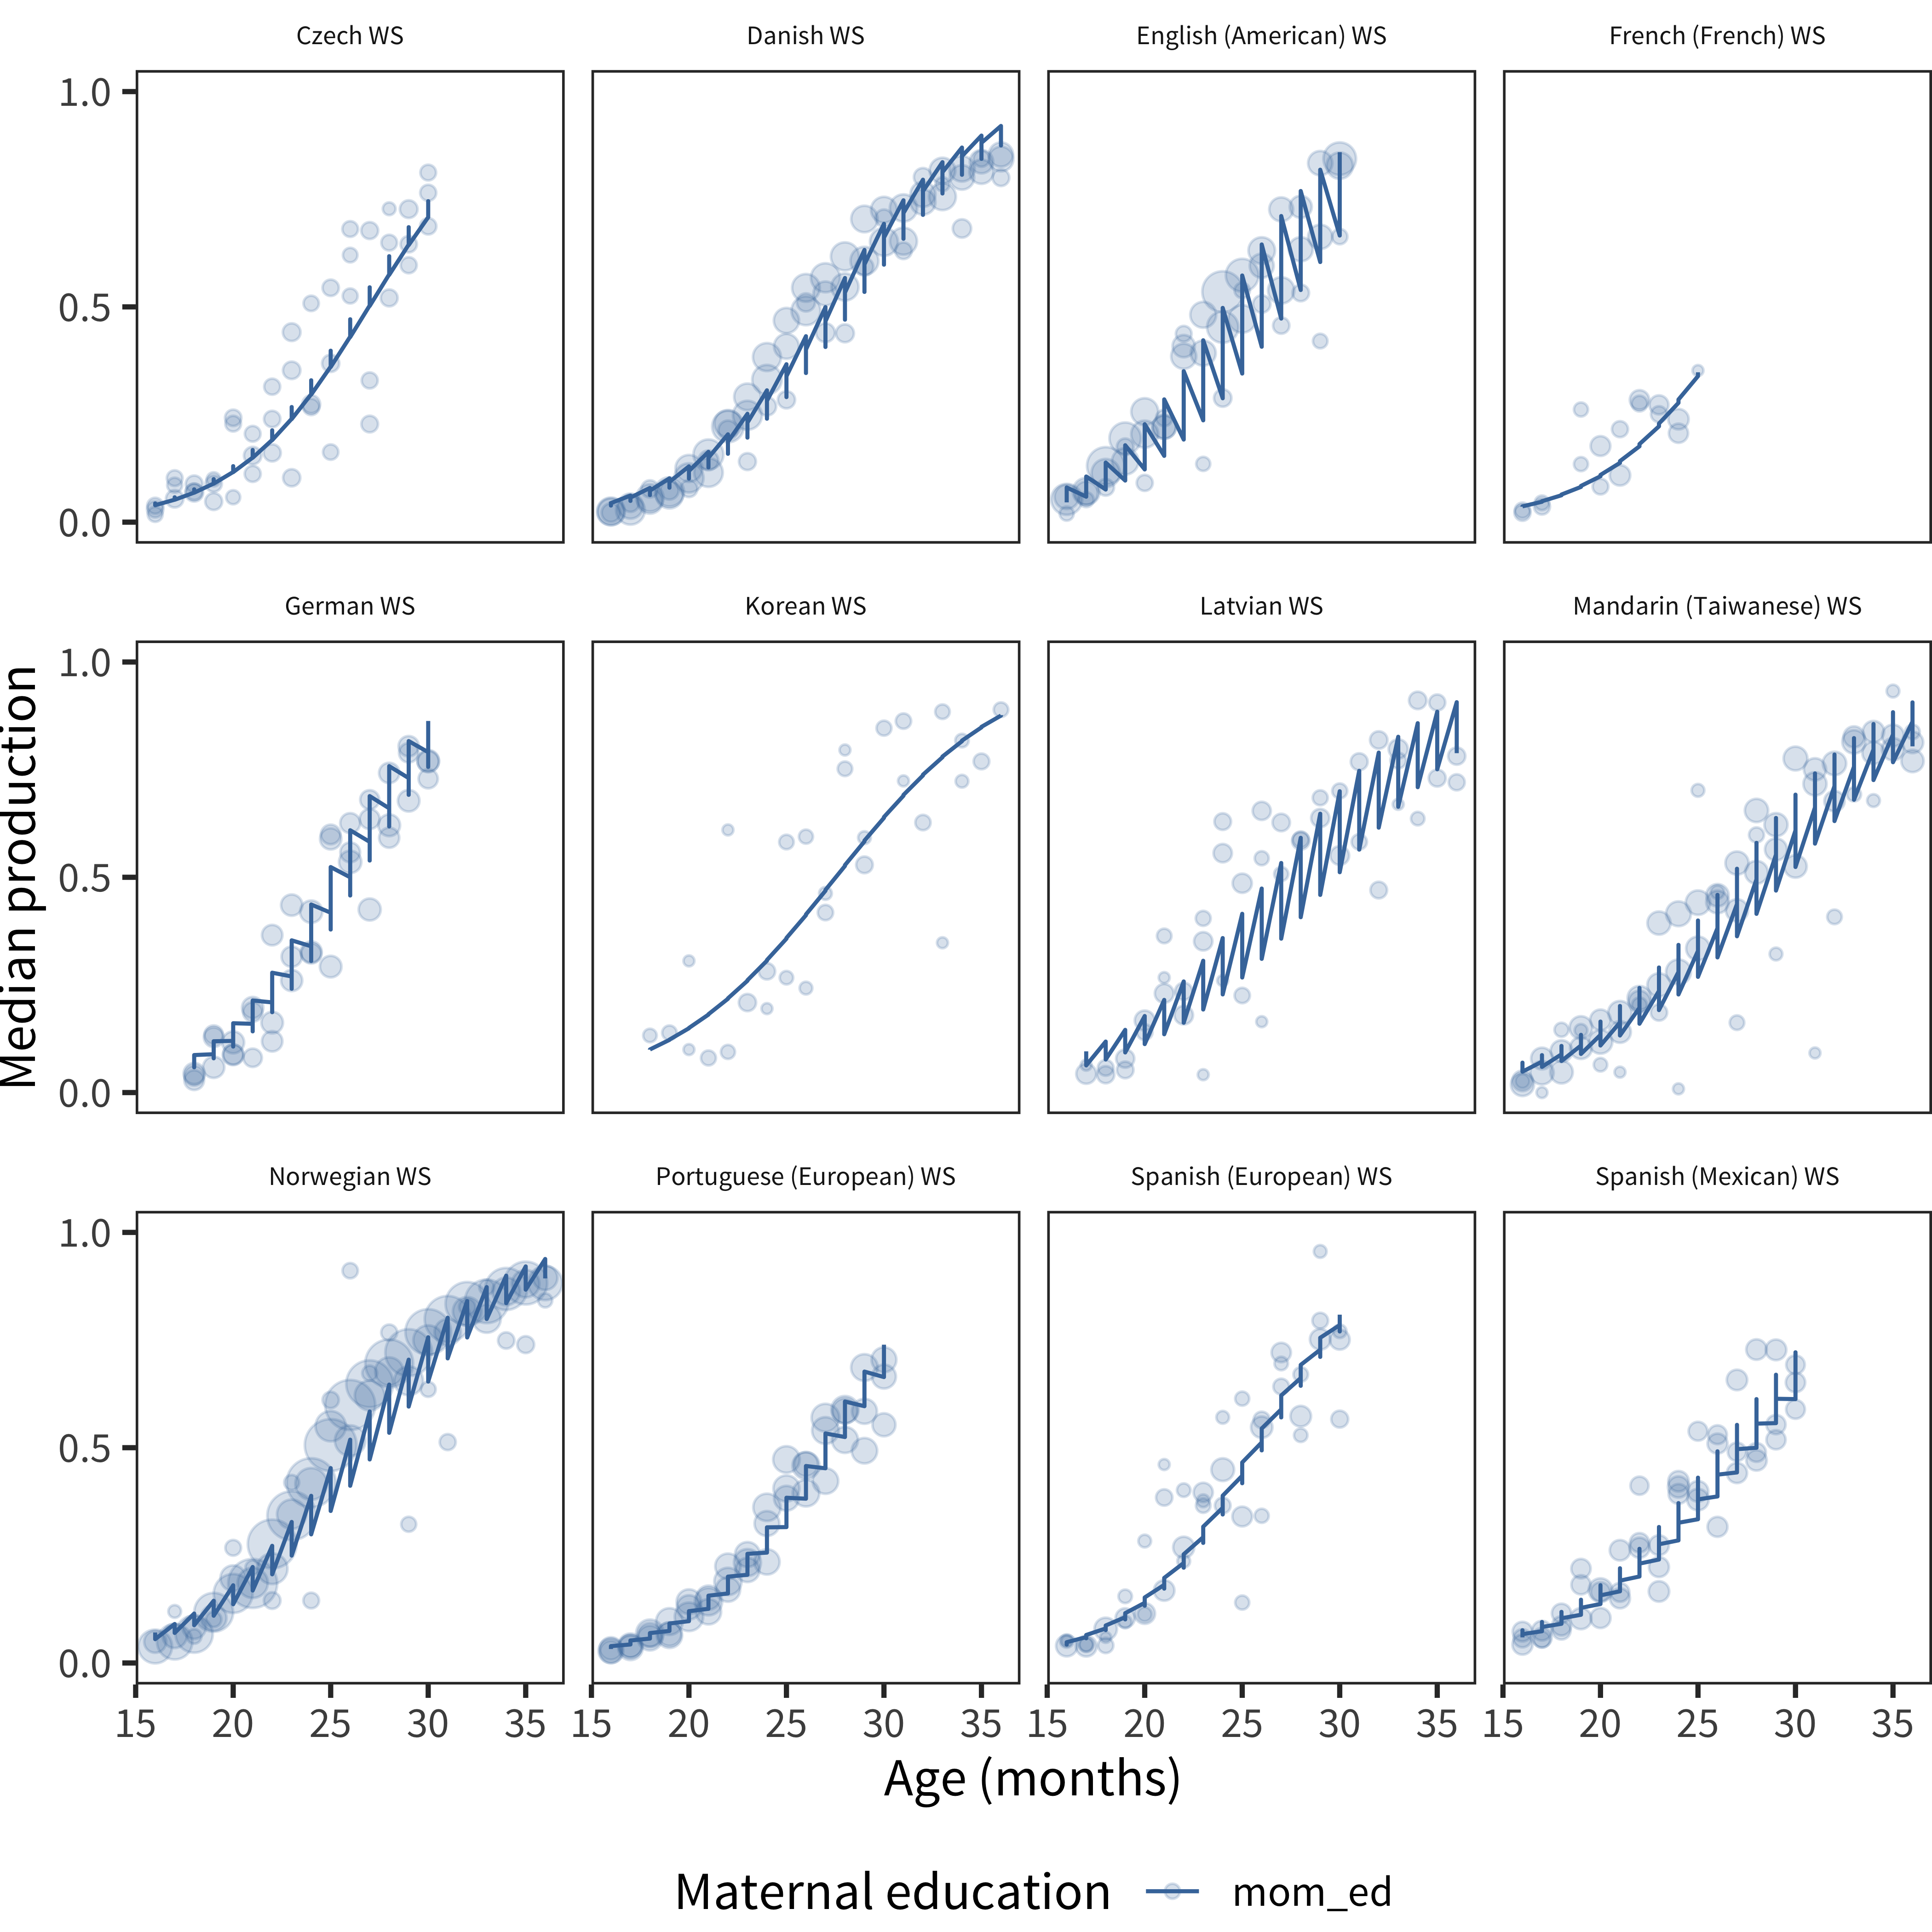 Czech WS Danish WS English (American) WS French (French) WS
1.0
0.5
0.0
German WS Korean WS Latvian WS Mandarin (Taiwanese) WS
1.0
0.5
0.0
Median production
Norwegian WS Portuguese (European) WS Spanish (European) WS Spanish (Mexican) WS
1.0
0.5
0.0
15 20 25 30 35 15 20 25 30 35 15 20 25 30 35 15 20 25 30 35
Age (months)
Maternal education mom_ed